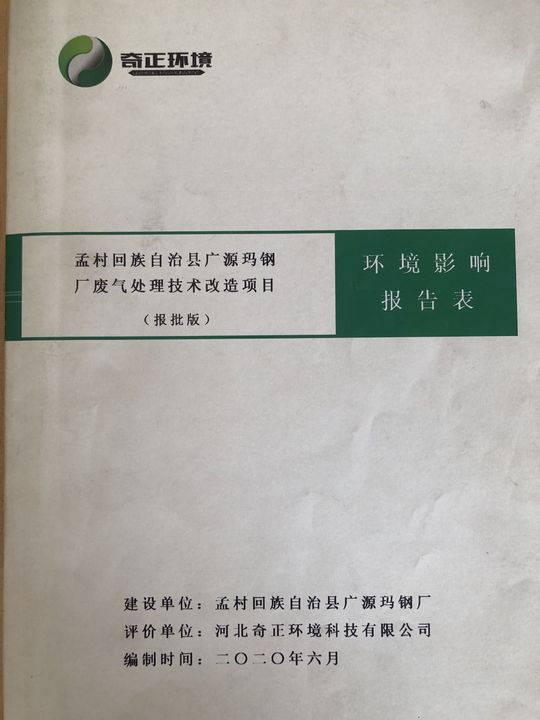 奇正环境
孟村回族自治县广源玛钢
厂废气处理技术改造项目
（报批版）
环境影响
报告表
建设单位：孟村回族自治县广源玛钢厂
评价单位：河北奇正环境科技有限公司
编制时间：二〇二〇年六月